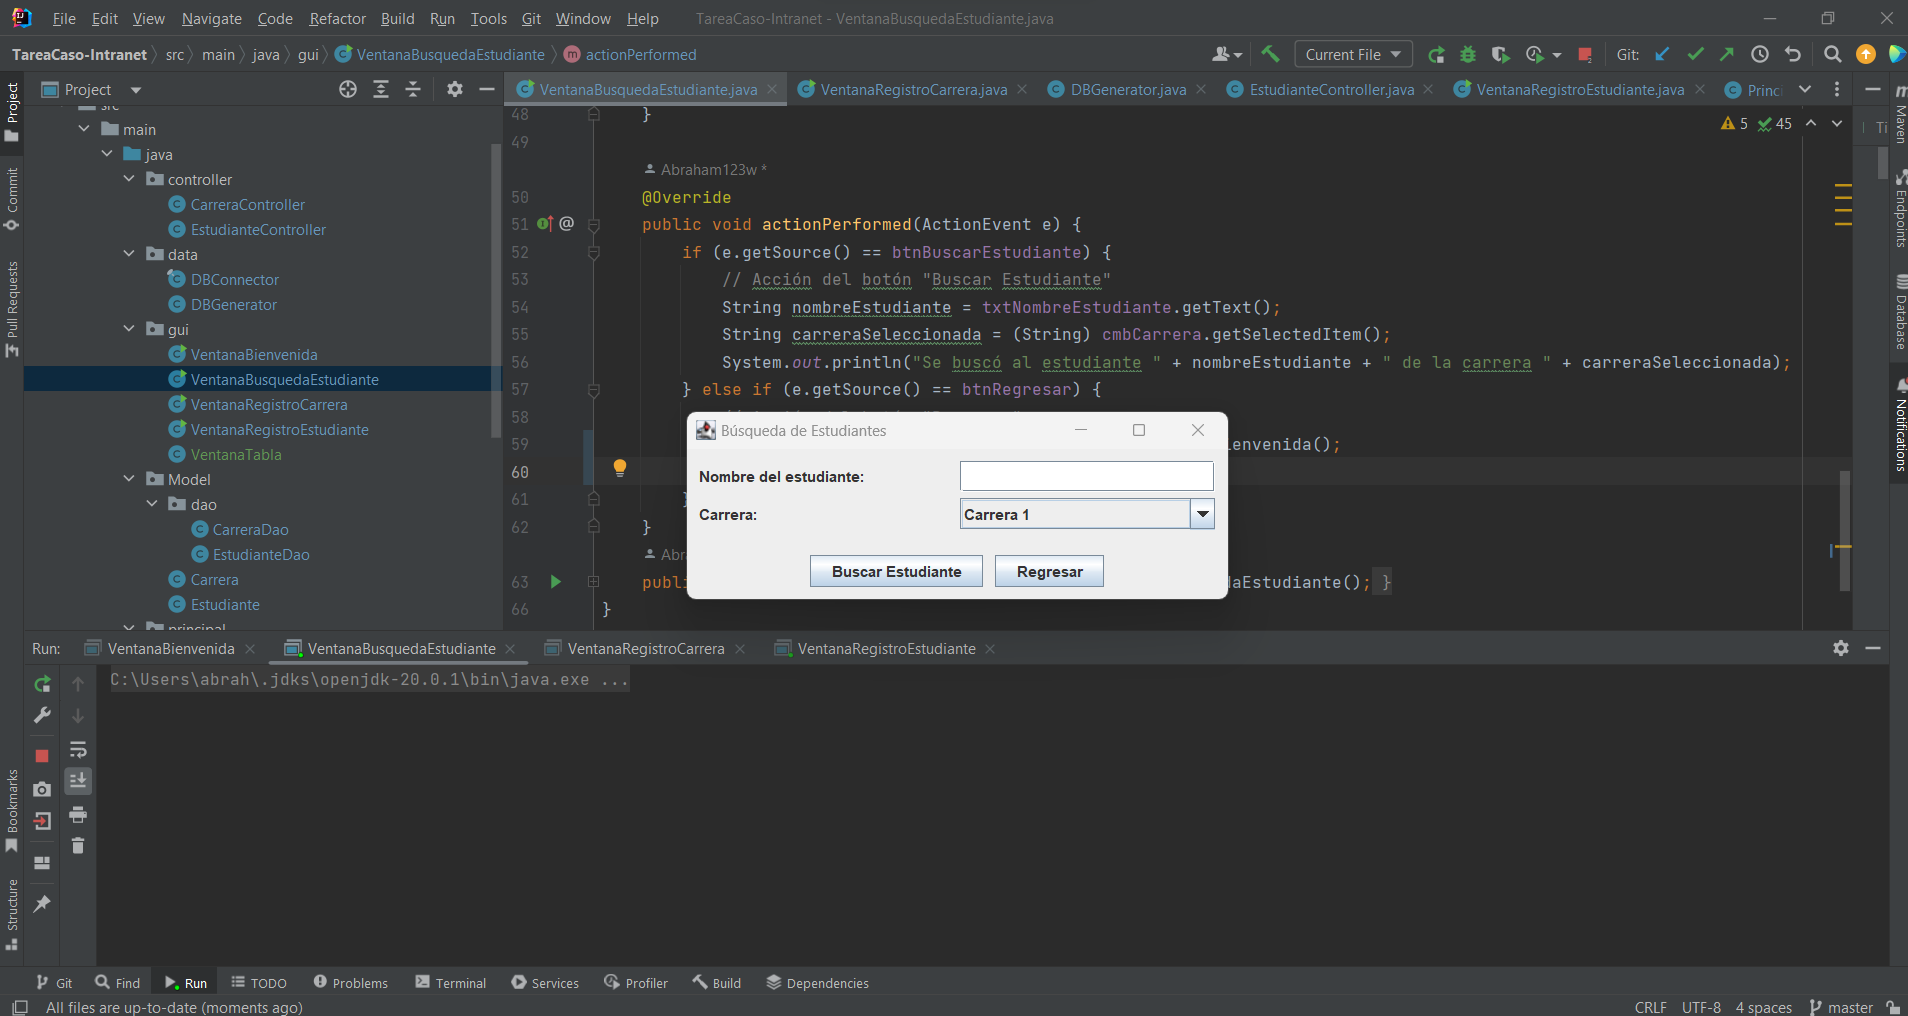 File Edit View Navigate Code Refactor Build Run Tools Git Window Help TareaCaso-Intranet - VentanaBusquedaEstudiante.java
TareaCaso-Intranet src main java gui VentanaBusquedaEstudiante actionPerformed Current File Git:
Project
VentanaBusquedaEstudiante.java VentanaRegistroCarrera.java DBGenerator.java EstudianteController.java VentanaRegistroEstudiante.java Princi
Project
Commit
Pull Requests
Bookmarks
Structure
main
java
controller
CarreraController
EstudianteController
data
DBConnector
DBGenerator
gui
VentanaBienvenida
VentanaBusquedaEstudiante
VentanaRegistroCarrera
VentanaRegistroEstudiante
VentanaTabla
Model
dao
CarreraDao
EstudianteDao
Carrera
Estudiante
principal
5 45
Ti
48 }
49
Abraham123w *
50 @Override
51 @ public void actionPerformed(ActionEvent e) {
52 if (e.getSource() == btnBuscarEstudiante) {
53 // Acción del botón "Buscar Estudiante"
54 String nombreEstudiante = txtNombreEstudiante.getText();
55 String carreraSeleccionada = (String) cmbCarrera.getSelectedItem();
56 System.out.println("Se buscó al estudiante " + nombreEstudiante + " de la carrera " + carreraSeleccionada);
57 } else if (e.getSource() == btnRegresar) {
58
59 ienvenida();
60
61 }
62 }
Abr
63 publi daEstudiante(); }
66 }
Búsqueda de Estudiantes
Nombre del estudiante:
Carrera: Carrera 1
Buscar Estudiante Regresar
Maven
Endpoints
Database
Notifications
Run: VentanaBienvenida VentanaBusquedaEstudiante VentanaRegistroCarrera VentanaRegistroEstudiante
C:\Users\abrah\.jdks\openjdk-20.0.1\bin\java.exe ...
Git Find Run TODO Problems Terminal Services Profiler Build Dependencies
All files are up-to-date (moments ago) CRLF UTF-8 4 spaces master